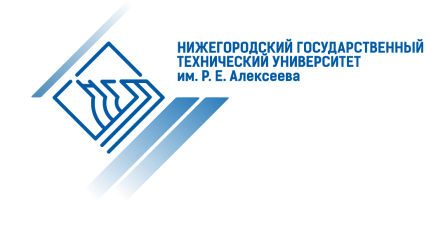 НИЖЕГОРОДСКИЙ ГОСУДАРСТВЕННЫЙ
ТЕХНИЧЕСКИЙ УНИВЕРСИТЕТ
им. Р. Е. Алексеева